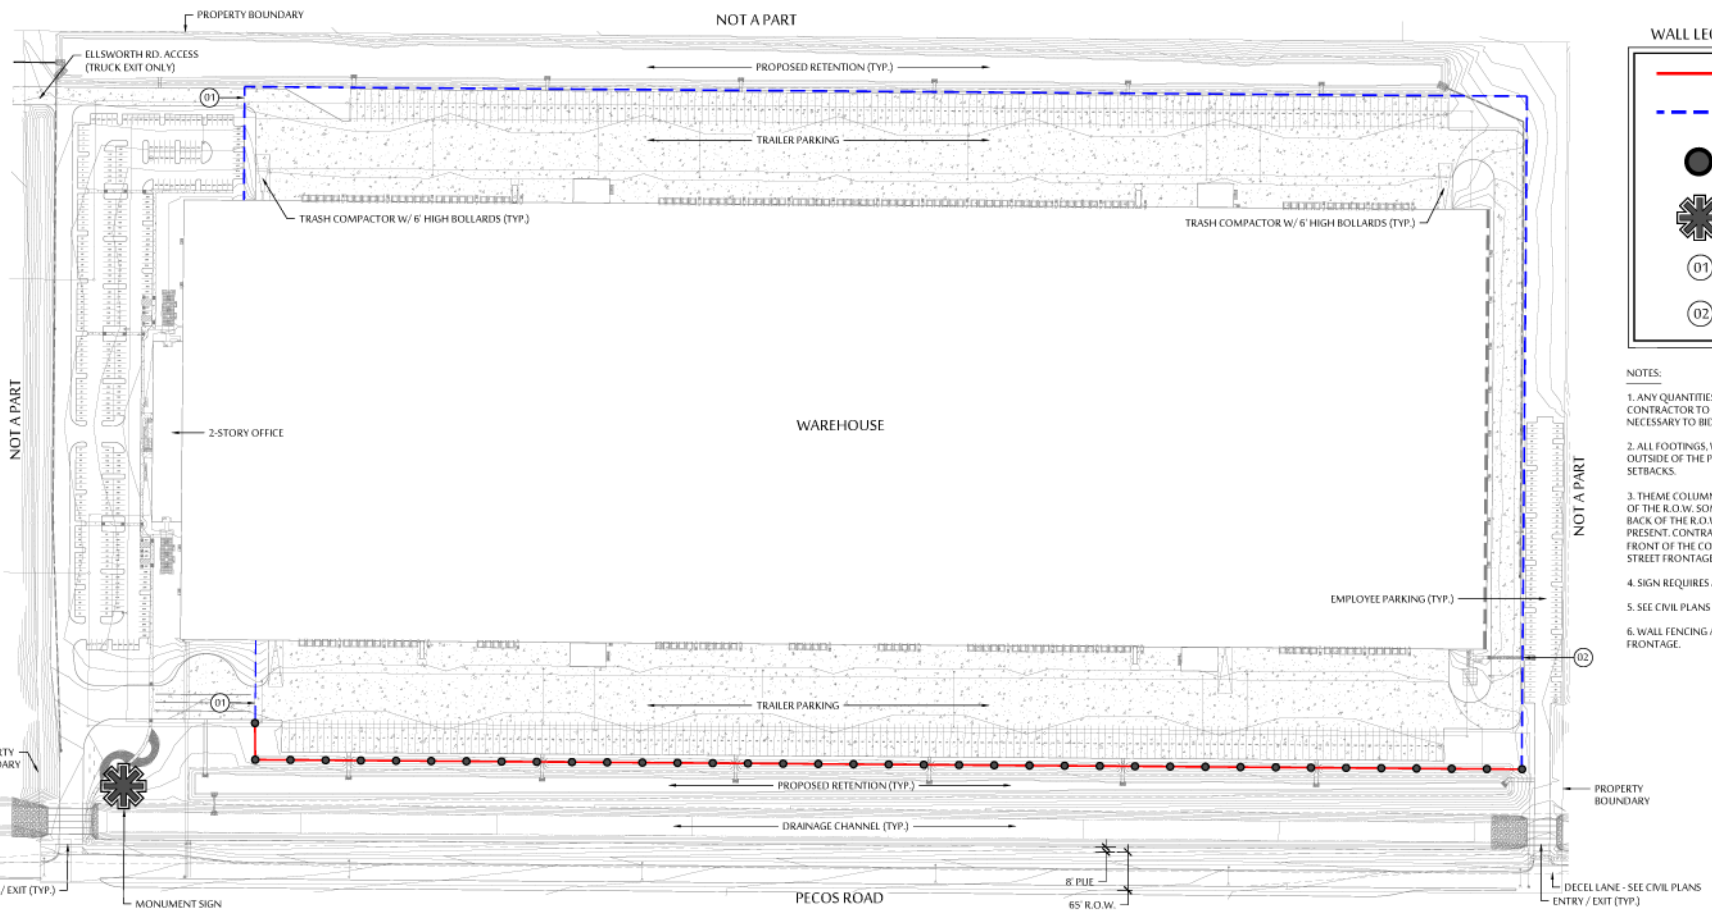 PROPERTY BOUNDARY
NOT A PART
WALL LE
ELLSWORTH RD. ACCESS
(TRUCK EXIT ONLY)
PROPOSED RETENTION (TYP.)
01
TRAILER PARKING
TRASH COMPACTOR W/ 6' HIGH BOLLARDS (TYP.)
TRASH COMPACTOR W/ 6' HIGH BOLLARDS (TYP.)
01
02
NOTES:
1. ANY QUANTITIES
CONTRACTOR TO
NECESSARY TO BID
2. ALL FOOTINGS,
OUTSIDE OF THE P
SETBACKS.
3. THEME COLUMN
OF THE R.O.W. SO
BACK OF THE R.O.W
PRESENT. CONTRA
FRONT OF THE CO
STREET FRONTAGE
4. SIGN REQUIRES
5. SEE CIVIL PLANS
6. WALL FENCING
FRONTAGE.
NOT A PART
2-STORY OFFICE
WAREHOUSE
NOT A PART
EMPLOYEE PARKING (TYP.)
02
01
TRAILER PARKING
RTY
DARY
PROPOSED RETENTION (TYP.)
PROPERTY
BOUNDARY
DRAINAGE CHANNEL (TYP.)
8' PUE
65' R.O.W.
/ EXIT (TYP.)
MONUMENT SIGN
PECOS ROAD
DECEL LANE - SEE CIVIL PLANS
ENTRY / EXIT (TYP.)